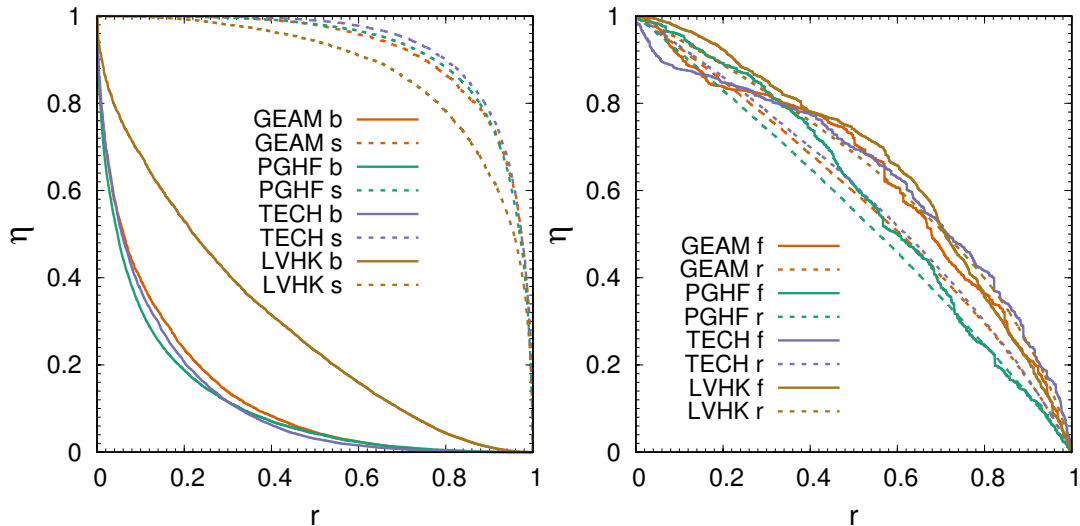 1
0.8
0.6
0.4
0.2
0
η
GEAM b
GEAM s
PGHF b
PGHF s
TECH b
TECH s
LVHK b
LVHK s
0 0.2 0.4 0.6 0.8 1
r
1
0.8
0.6
0.4
0.2
0
η
GEAM f
GEAM r
PGHF f
PGHF r
TECH f
TECH r
LVHK f
LVHK r
0 0.2 0.4 0.6 0.8 1
r